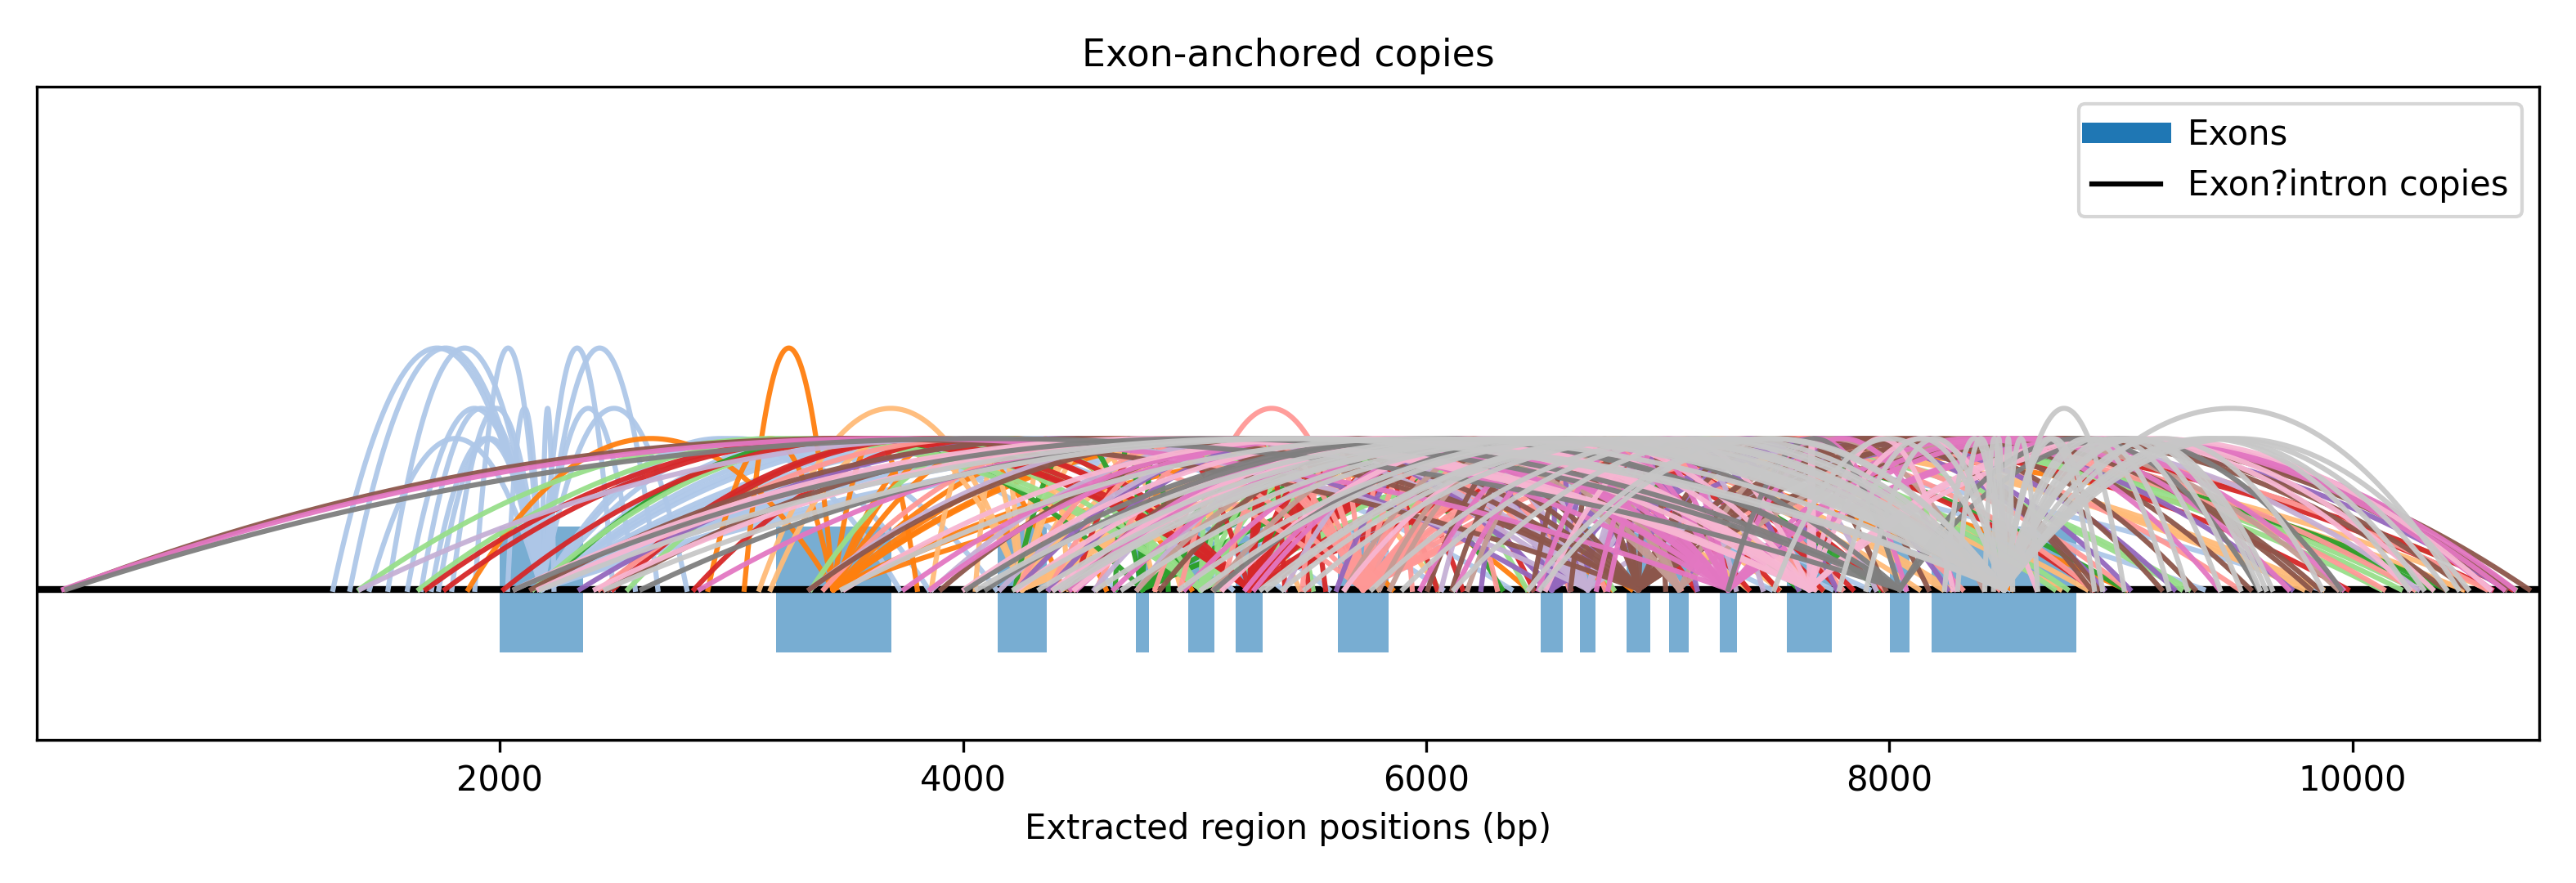 Exon-anchored copies
Exons
Exon?intron copies
2000 4000 6000 8000 10000
Extracted region positions (bp)